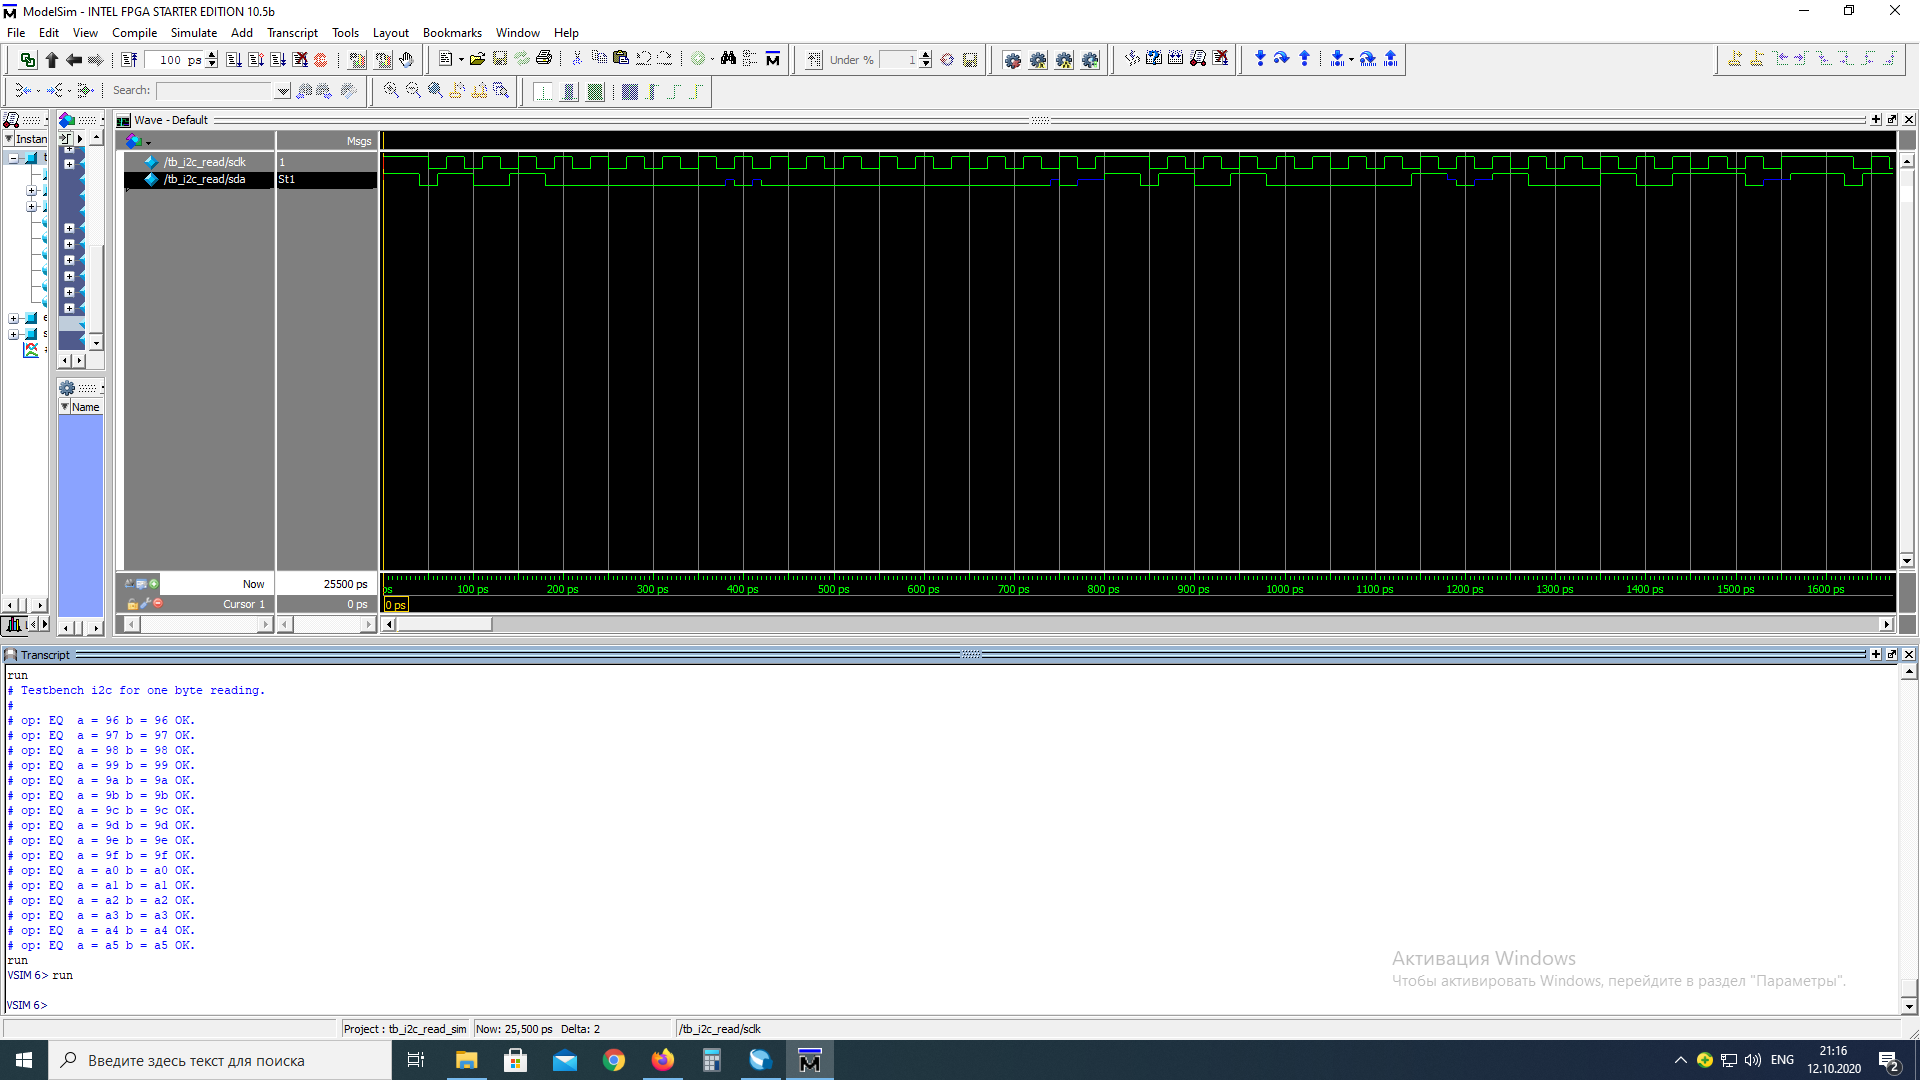 ModelSim - INTEL FPGA STARTER EDITION 10.5b
File Edit View Compile Simulate Add Transcript Tools Layout Bookmarks Window Help
100 ps
Under %
1
Search:
Instan
Wave - Default
Msgs
/tb_i2c_read/sclk 1
/tb_i2c_read/sda St1
Name
Now 25500 ps
Cursor 1 0 ps
ps 100 ps 200 ps 300 ps 400 ps 500 ps 600 ps 700 ps 800 ps 900 ps 1000 ps 1100 ps 1200 ps 1300 ps 1400 ps 1500 ps 1600 ps
0 ps
Transcript
run
# Testbench i2c for one byte reading.
#
# op: EQ a = 96 b = 96 OK.
# op: EQ a = 97 b = 97 OK.
# op: EQ a = 98 b = 98 OK.
# op: EQ a = 99 b = 99 OK.
# op: EQ a = 9a b = 9a OK.
# op: EQ a = 9b b = 9b OK.
# op: EQ a = 9c b = 9c OK.
# op: EQ a = 9d b = 9d OK.
# op: EQ a = 9e b = 9e OK.
# op: EQ a = 9f b = 9f OK.
# op: EQ a = a0 b = a0 OK.
# op: EQ a = a1 b = a1 OK.
# op: EQ a = a2 b = a2 OK.
# op: EQ a = a3 b = a3 OK.
# op: EQ a = a4 b = a4 OK.
# op: EQ a = a5 b = a5 OK.
run
VSIM 6> run
VSIM 6>
Активация Windows
Чтобы активировать Windows, перейдите в раздел "Параметры".
Project : tb_i2c_read_sim Now: 25,500 ps Delta: 2 /tb_i2c_read/sclk
Введите здесь текст для поиска
ENG
21:16
12.10.2020
2